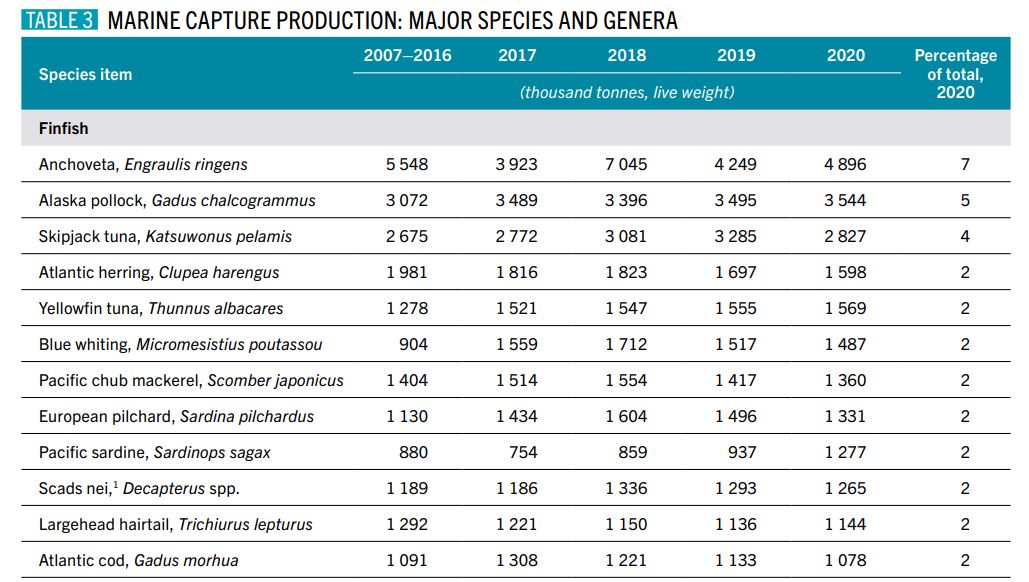 TABLE 3 MARINE CAPTURE PRODUCTION: MAJOR SPECIES AND GENERA
Species item 2007–2016 2017 2018 2019 2020 Percentage of total, 2020
(thousand tonnes, live weight)
Finfish
Anchoveta, Engraulis ringens 5 548 3 923 7 045 4 249 4 896 7
Alaska pollock, Gadus chalcogrammus 3 072 3 489 3 396 3 495 3 544 5
Skipjack tuna, Katsuwonus pelamis 2 675 2 772 3 081 3 285 2 827 4
Atlantic herring, Clupea harengus 1 981 1 816 1 823 1 697 1 598 2
Yellowfin tuna, Thunnus albacares 1 278 1 521 1 547 1 555 1 569 2
Blue whiting, Micromesistius poutassou 904 1 559 1 712 1 517 1 487 2
Pacific chub mackerel, Scomber japonicus 1 404 1 514 1 554 1 417 1 360 2
European pilchard, Sardina pilchardus 1 130 1 434 1 604 1 496 1 331 2
Pacific sardine, Sardinops sagax 880 754 859 937 1 277 2
Scads nei,¹ Decapterus spp. 1 189 1 186 1 336 1 293 1 265 2
Largehead hairtail, Trichiurus lepturus 1 292 1 221 1 150 1 136 1 144 2
Atlantic cod, Gadus morhua 1 091 1 308 1 221 1 133 1 078 2